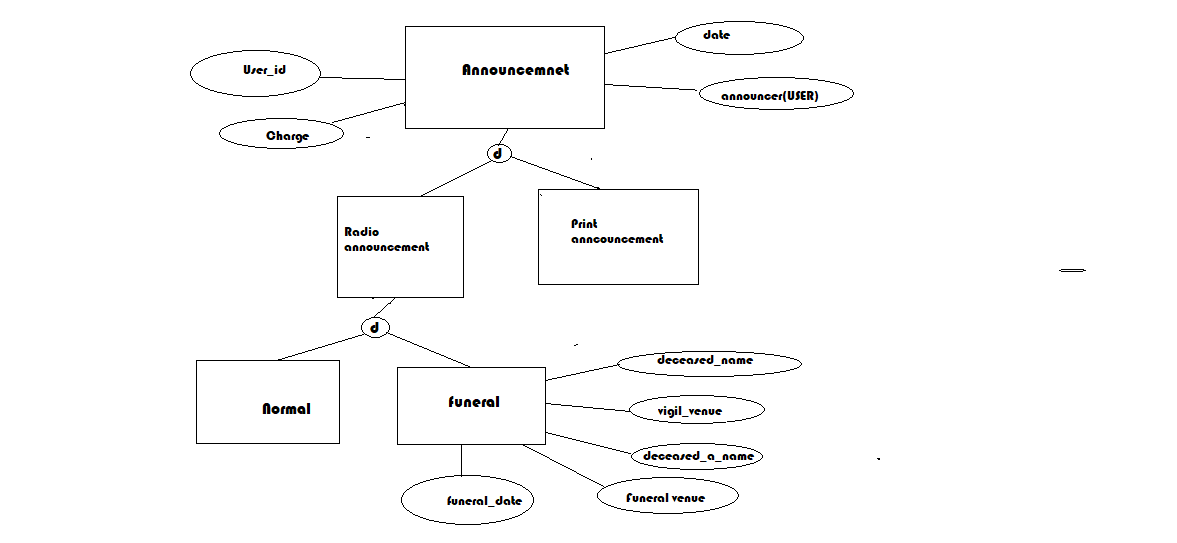 date
User_id
Announcemnet
announcer(USER)
Charge
d
Radio
announcement
Print
anncouncement
d
deceased_name
Normal
funeral
vigil_venue
deceased_a_name
funeral_date
Funeral venue